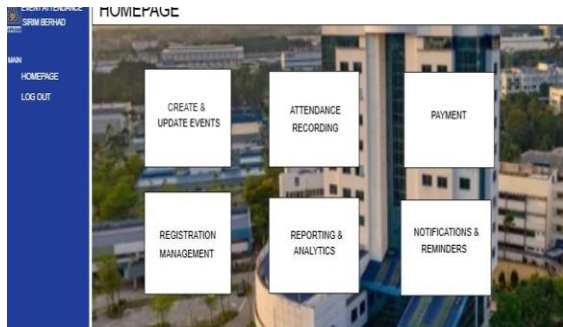 EVENT ATTENDANCE
SIRIM BERHAD
MAIN
HOMEPAGE
LOG OUT
HOMEPAGE
CREATE &
UPDATE EVENTS
ATTENDANCE
RECORDING
PAYMENT
REGISTRATION
MANAGEMENT
REPORTING &
ANALYTICS
NOTIFICATIONS &
REMINDERS